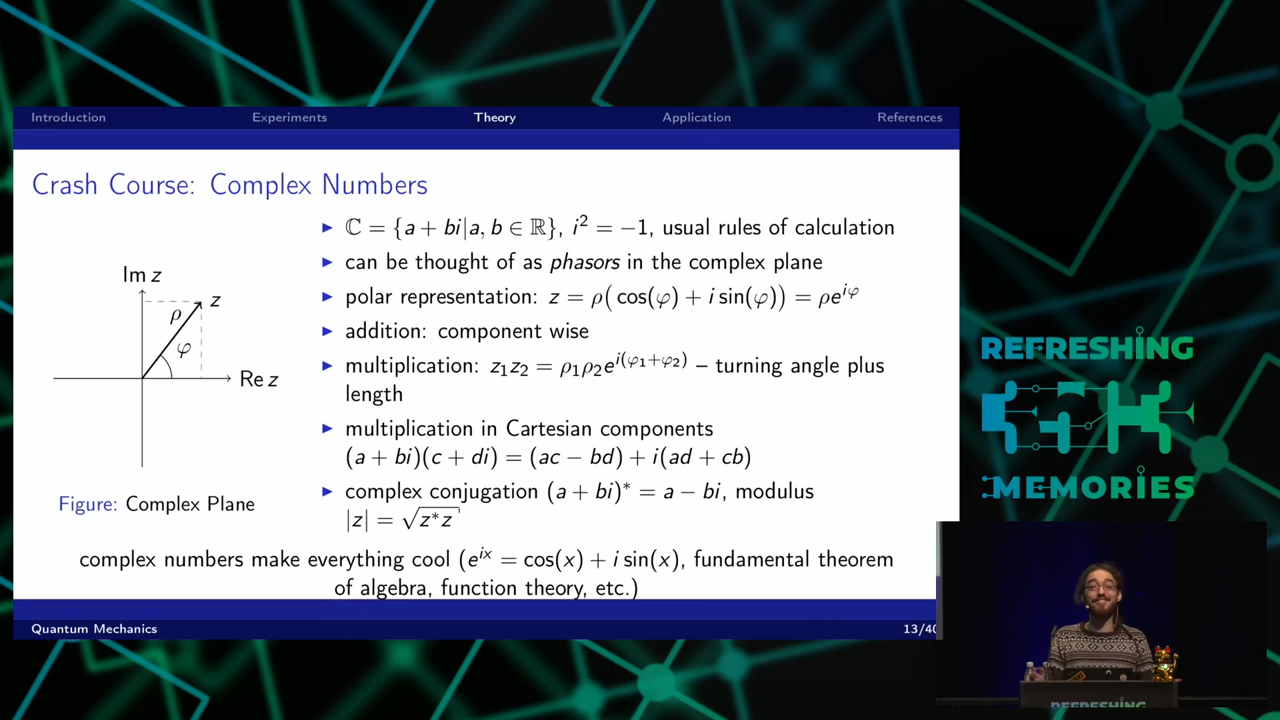 Introduction Experiments Theory Application References
Crash Course: Complex Numbers
ℂ = {a + bi|a, b ∈ ℝ}, i² = −1, usual rules of calculation
can be thought of as phasors in the complex plane
polar representation: z = ρ(cos(φ) + i sin(φ)) = ρe^{iφ}
addition: component wise
multiplication: z₁z₂ = ρ₁ρ₂e^{i(φ₁+φ₂)} – turning angle plus
length
multiplication in Cartesian components
(a + bi)(c + di) = (ac − bd) + i(ad + cb)
complex conjugation (a + bi)* = a − bi, modulus
|z| = √z*z
Im z
z
ρ
φ
Re z
Figure: Complex Plane
complex numbers make everything cool (e^{ix} = cos(x) + i sin(x), fundamental theorem
of algebra, function theory, etc.)
Quantum Mechanics 13/40
REFRESHING
MEMORIES
REFRESHING